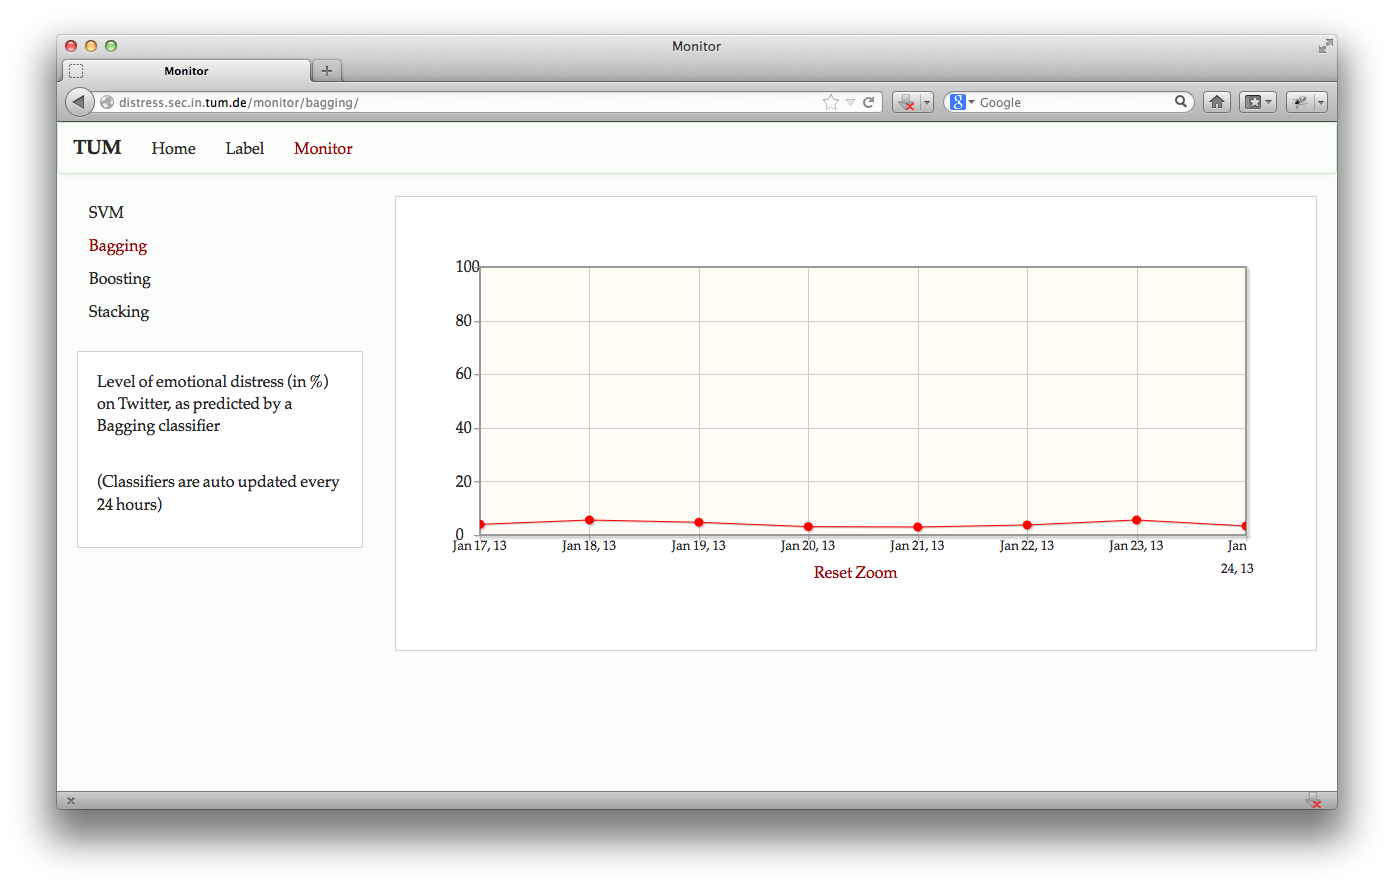 Monitor
Monitor
distress.sec.in.tum.de/monitor/bagging/
Google
TUM Home Label Monitor
SVM
Bagging
Boosting
Stacking
Level of emotional distress (in %)
on Twitter, as predicted by a
Bagging classifier
(Classifiers are auto updated every
24 hours)
100
80
60
40
20
0
Jan 17, 13 Jan 18, 13 Jan 19, 13 Jan 20, 13 Jan 21, 13 Jan 22, 13 Jan 23, 13 Jan
24, 13
Reset Zoom